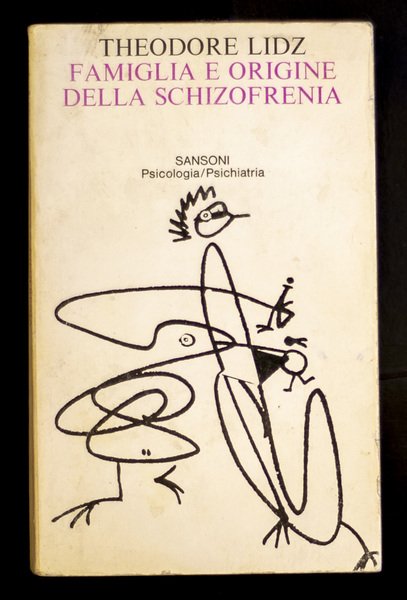 THEODORE LIDZ
FAMIGLIA E ORIGINE
DELLA SCHIZOFRENIA
SANSONI
Psicologia/Psichiatria